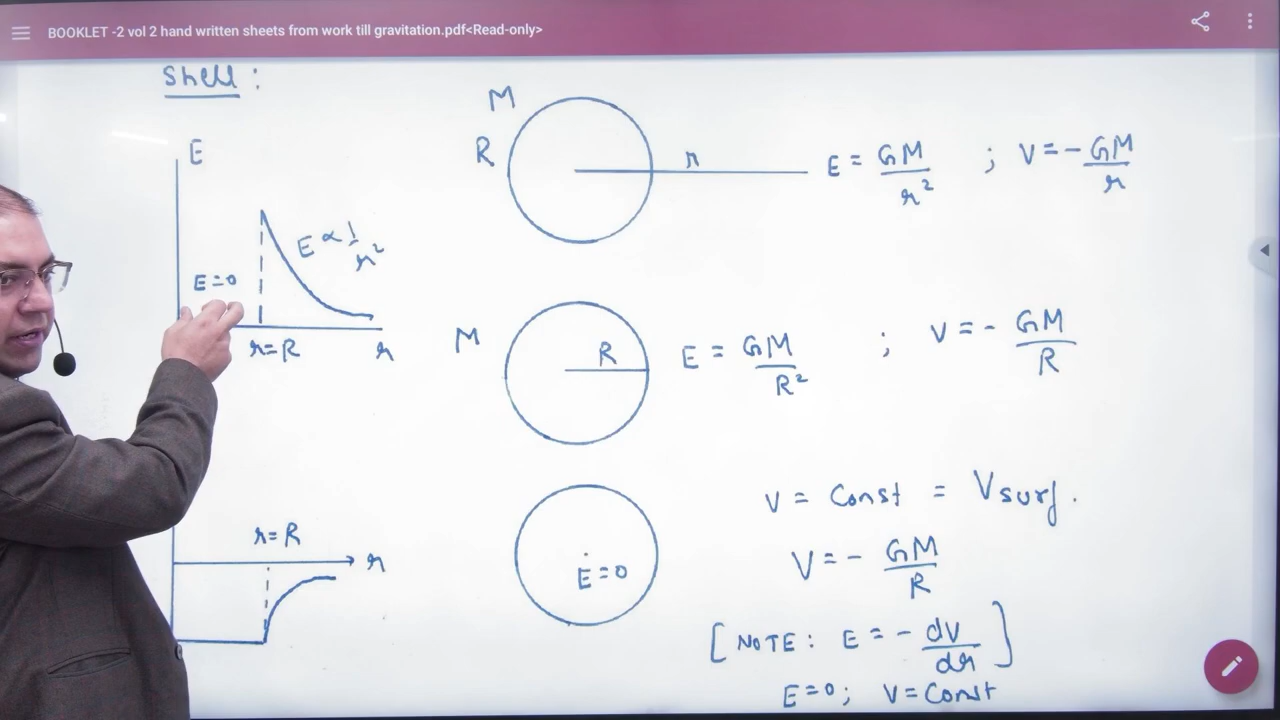 BOOKLET -2 vol 2 hand written sheets from work till gravitation.pdf<Read-only>
Shell:
E
E ∝ 1/r²
E=0
r=R
r
M
R
r
E = GM/r² ; V = - GM/r
M
R
E = GM/R² ; V = - GM/R
r=R
r
E=0
V = Const = Vsurf.
V = - GM/R
[NOTE: E = - dV/dr]
E=0; V=Const